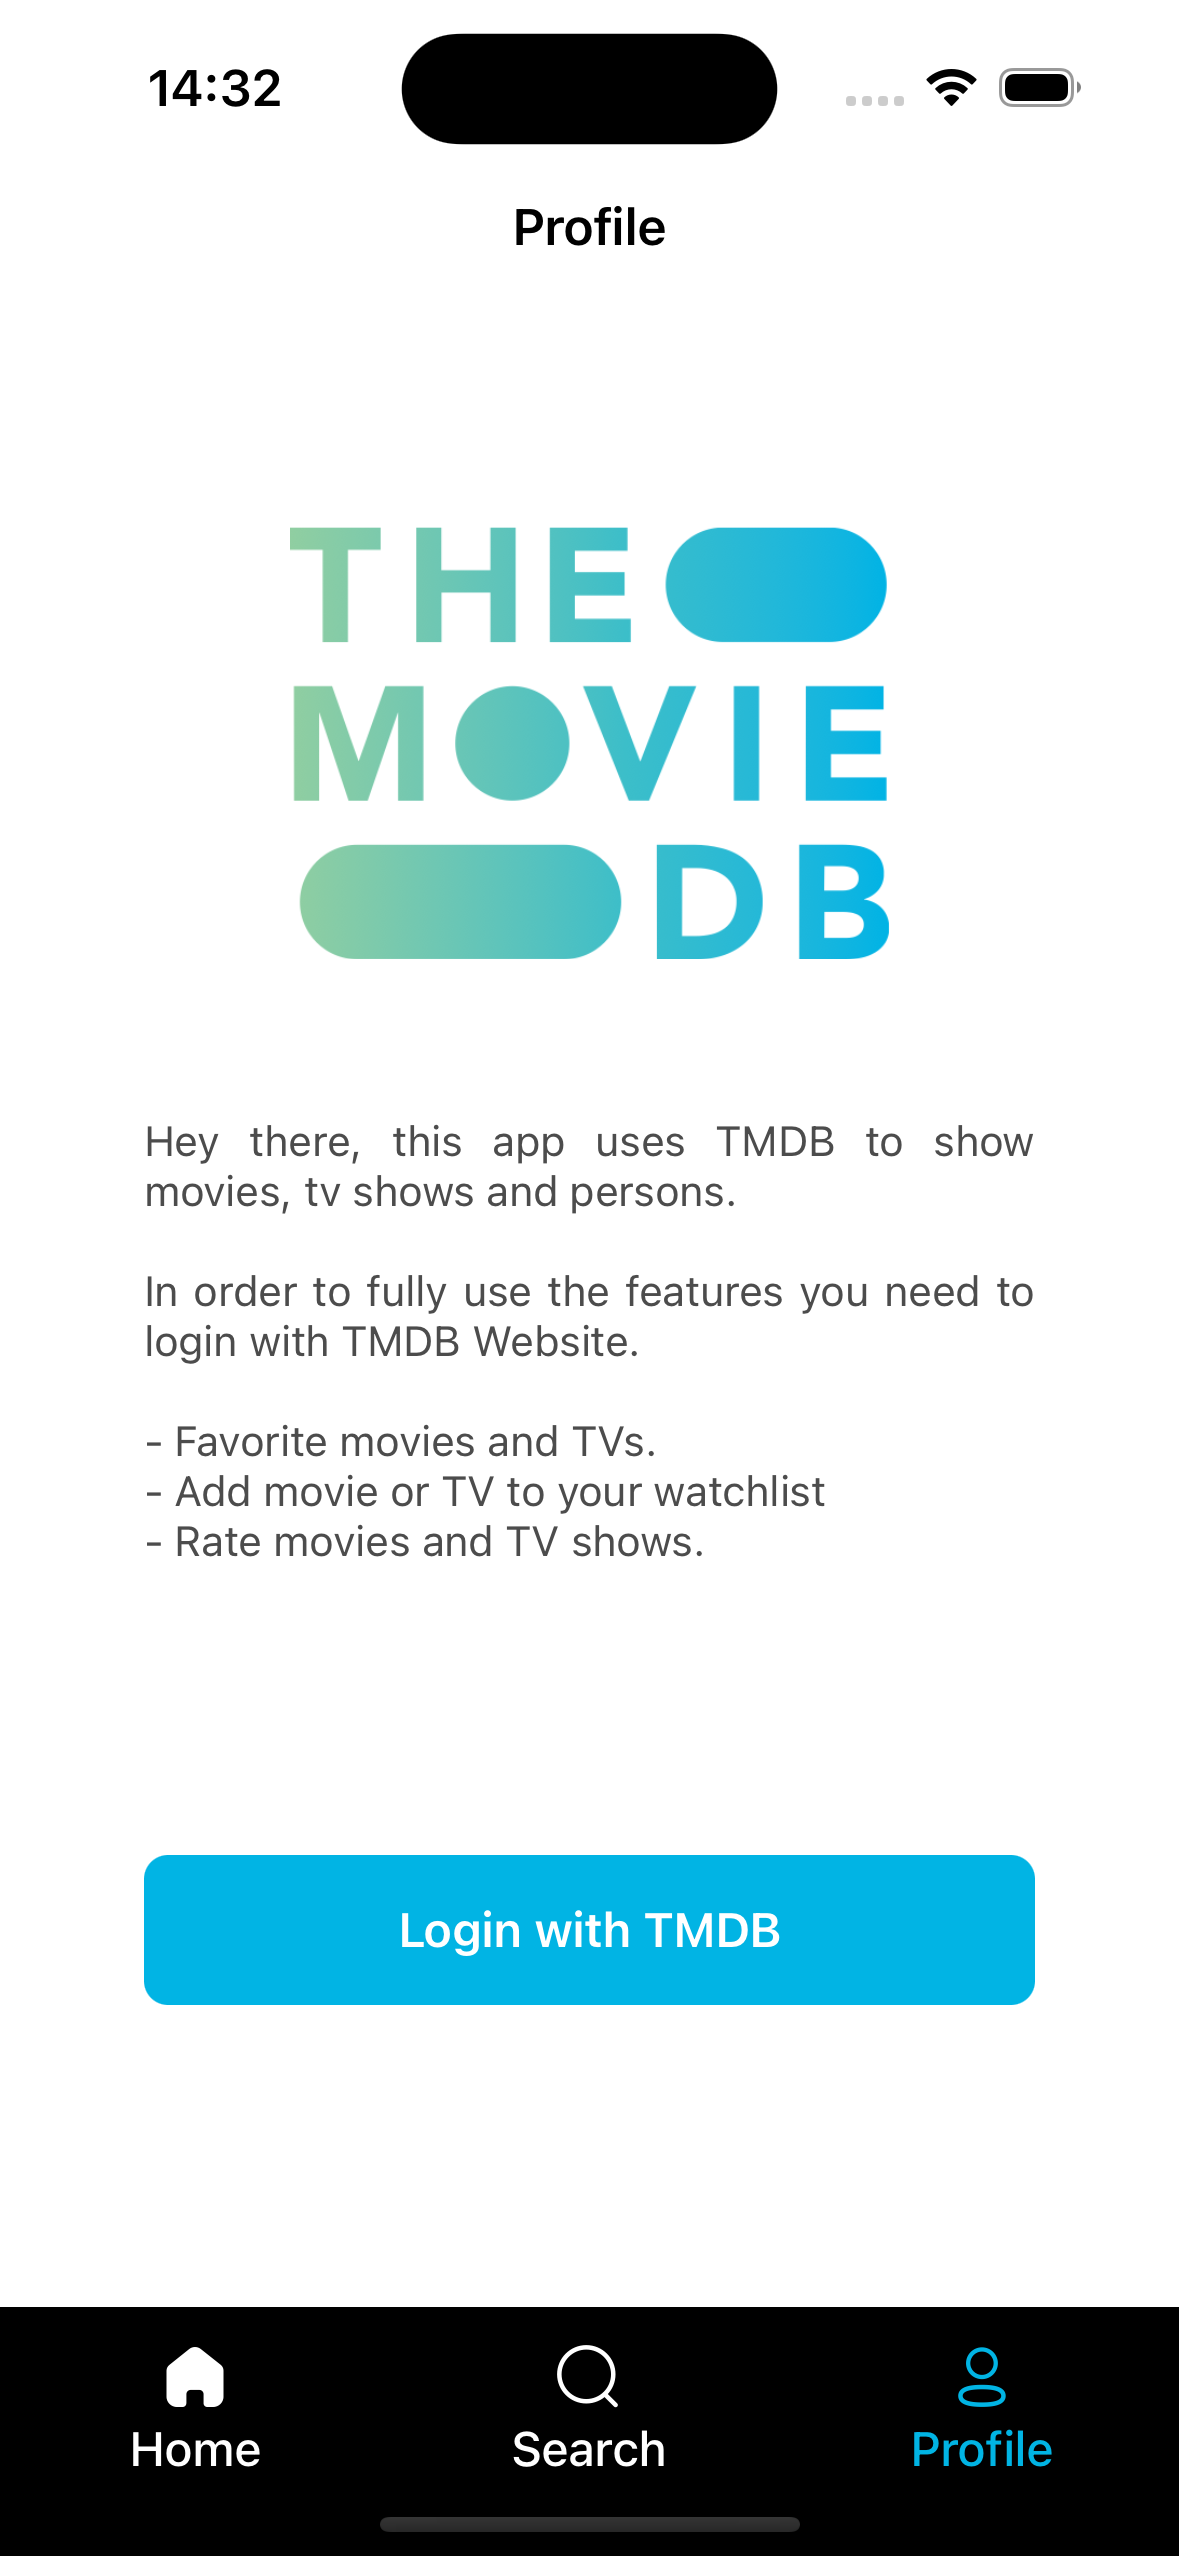 14:32
Profile
THE
MOVIE
DB
Hey there, this app uses TMDB to show
movies, tv shows and persons.
In order to fully use the features you need to
login with TMDB Website.
- Favorite movies and TVs.
- Add movie or TV to your watchlist
- Rate movies and TV shows.
Login with TMDB
Home
Search
Profile